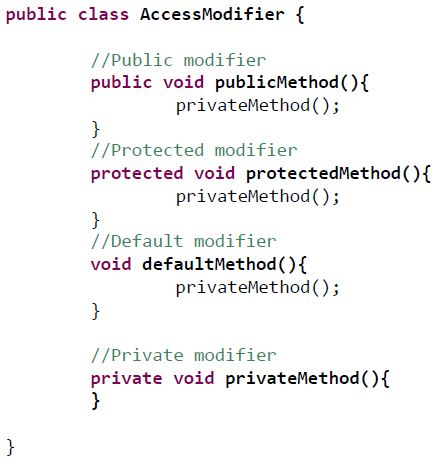 public class AccessModifier {
//Public modifier
public void publicMethod(){
privateMethod();
}
//Protected modifier
protected void protectedMethod(){
privateMethod();
}
//Default modifier
void defaultMethod(){
privateMethod();
}
//Private modifier
private void privateMethod(){
}
}